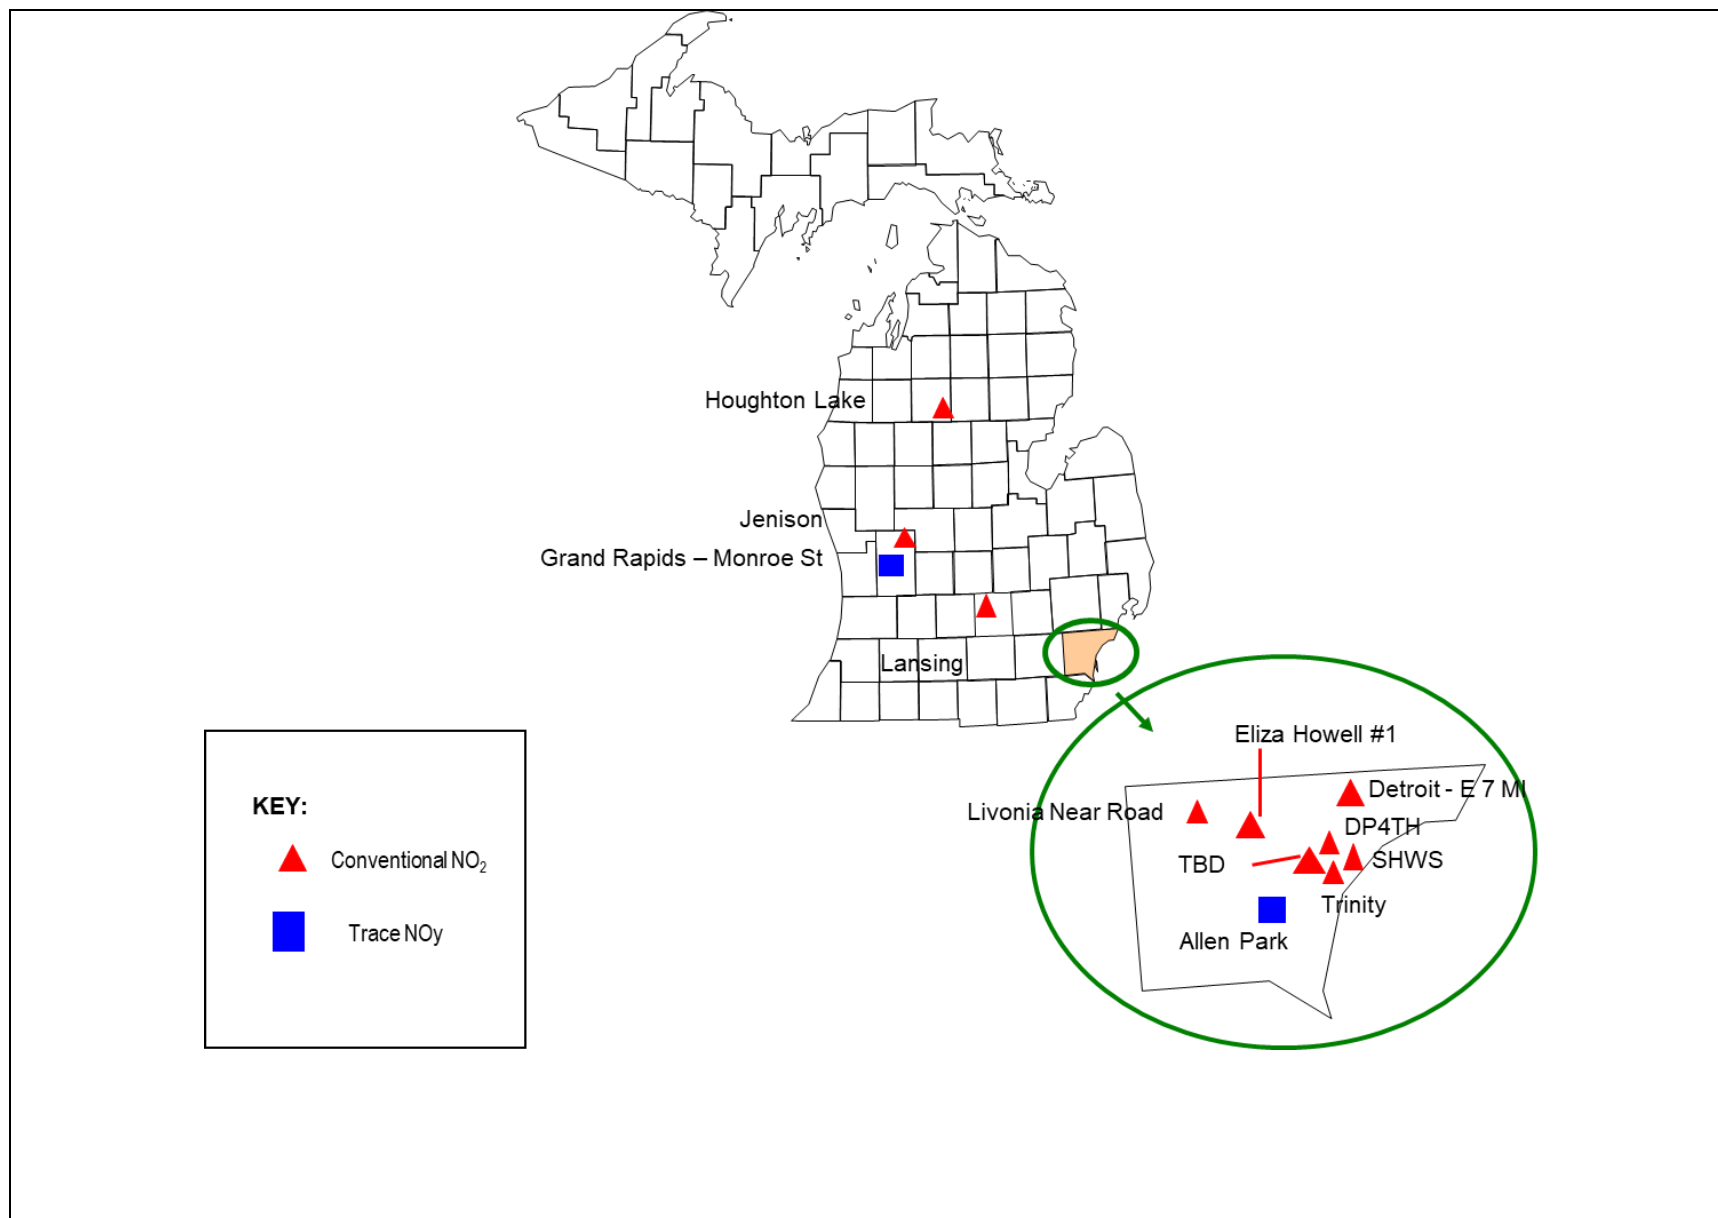 Houghton Lake
Jenison
Grand Rapids – Monroe St
Lansing
Eliza Howell #1
Detroit - E 7 MI
Livonia Near Road
DP4TH
TBD
SHWS
Trinity
Allen Park
KEY:
Conventional NO₂
Trace NOy